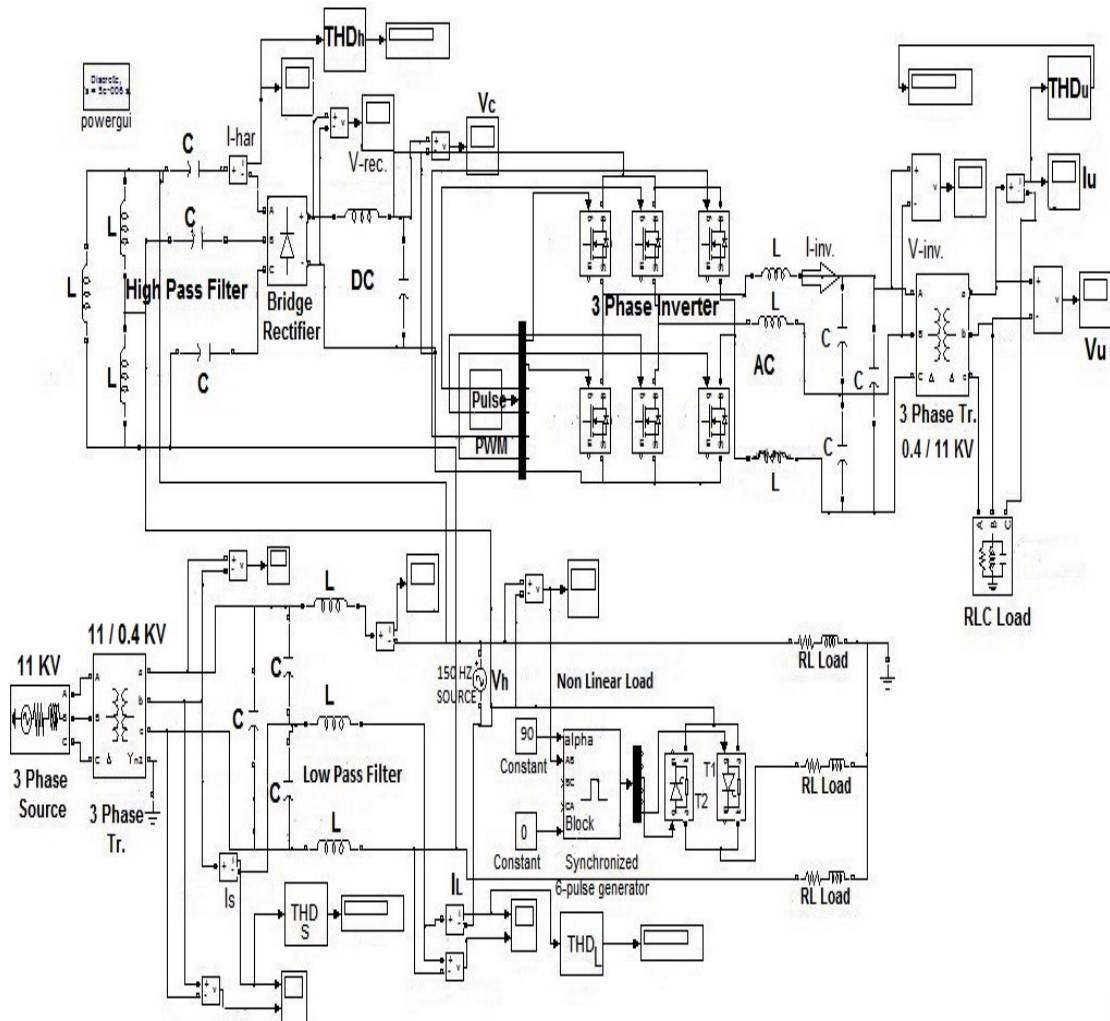 THDh
Discrete,
powergui
I-har
C
V-rec.
Vc
THDu
Iu
C
L
L
High Pass Filter
L
C
A
B
C
Bridge
Rectifier
DC
3 Phase Inverter
L
I-inv.
V-inv.
L
AC
L
C
C
C
A
B
C
a
b
c
3 Phase Tr.
0.4 / 11 KV
Vu
Pulse
PWM
A B C
RLC Load
11 KV
11 / 0.4 KV
A
B
C
A
B
C
a
b
c
3 Phase
Source
3 Phase
Tr.
L
C
C
C
L
Low Pass Filter
L
150 HZ
SOURCE
Vh
Non Linear Load
90
Constant
alpha
AB
BC
CA
Block
0
Constant
Synchronized
6-pulse generator
T1
T2
RL Load
RL Load
RL Load
Is
THD
S
IL
THD
L